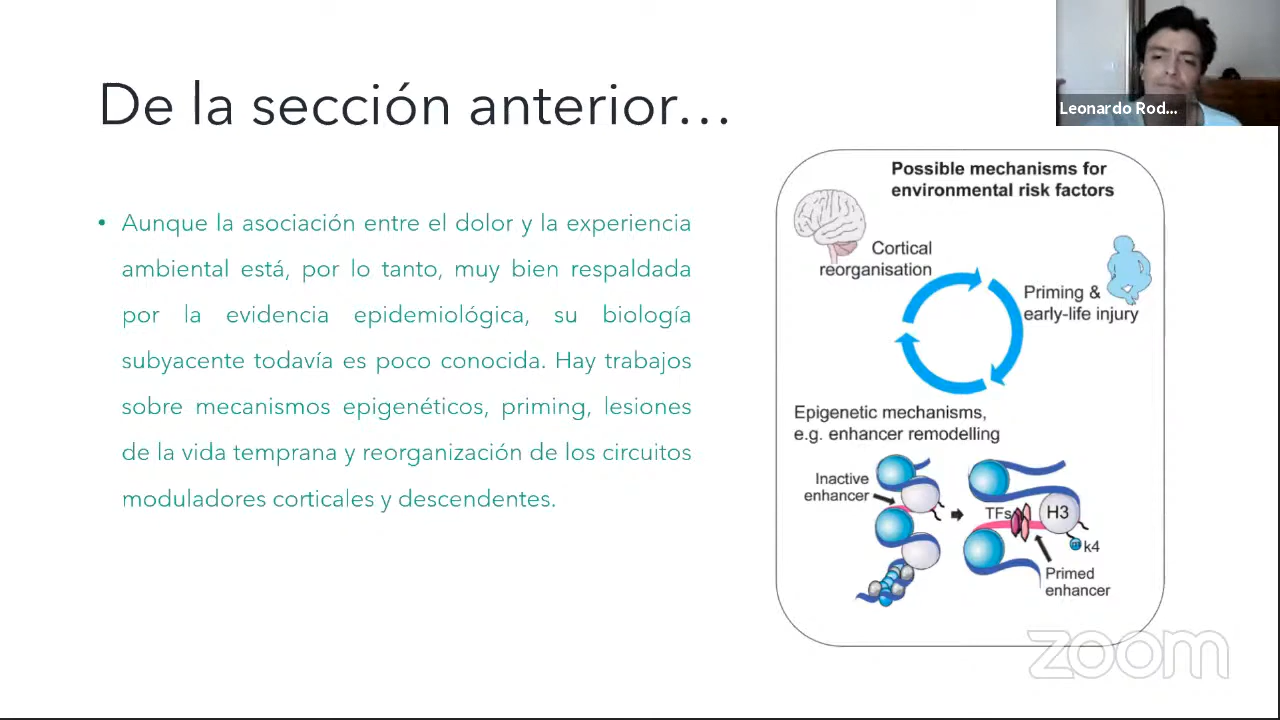 De la sección anterior...
Leonardo Rod...
• Aunque la asociación entre el dolor y la experiencia
ambiental está, por lo tanto, muy bien respaldada
por la evidencia epidemiológica, su biología
subyacente todavía es poco conocida. Hay trabajos
sobre mecanismos epigenéticos, priming, lesiones
de la vida temprana y reorganización de los circuitos
moduladores corticales y descendentes.
Possible mechanisms for
environmental risk factors
Cortical
reorganisation
Priming &
early-life injury
Epigenetic mechanisms,
e.g. enhancer remodelling
Inactive
enhancer
TFs
H3
k4
Primed
enhancer
zoom